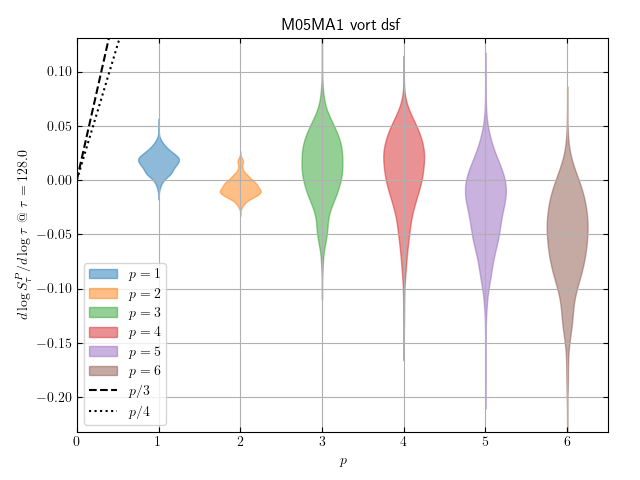 M05MA1 vort dsf
d log S_τ^P / d log τ @ τ = 128.0
0.10
0.05
0.00
−0.05
−0.10
−0.15
−0.20
p = 1
p = 2
p = 3
p = 4
p = 5
p = 6
p/3
p/4
0 1 2 3 4 5 6
p